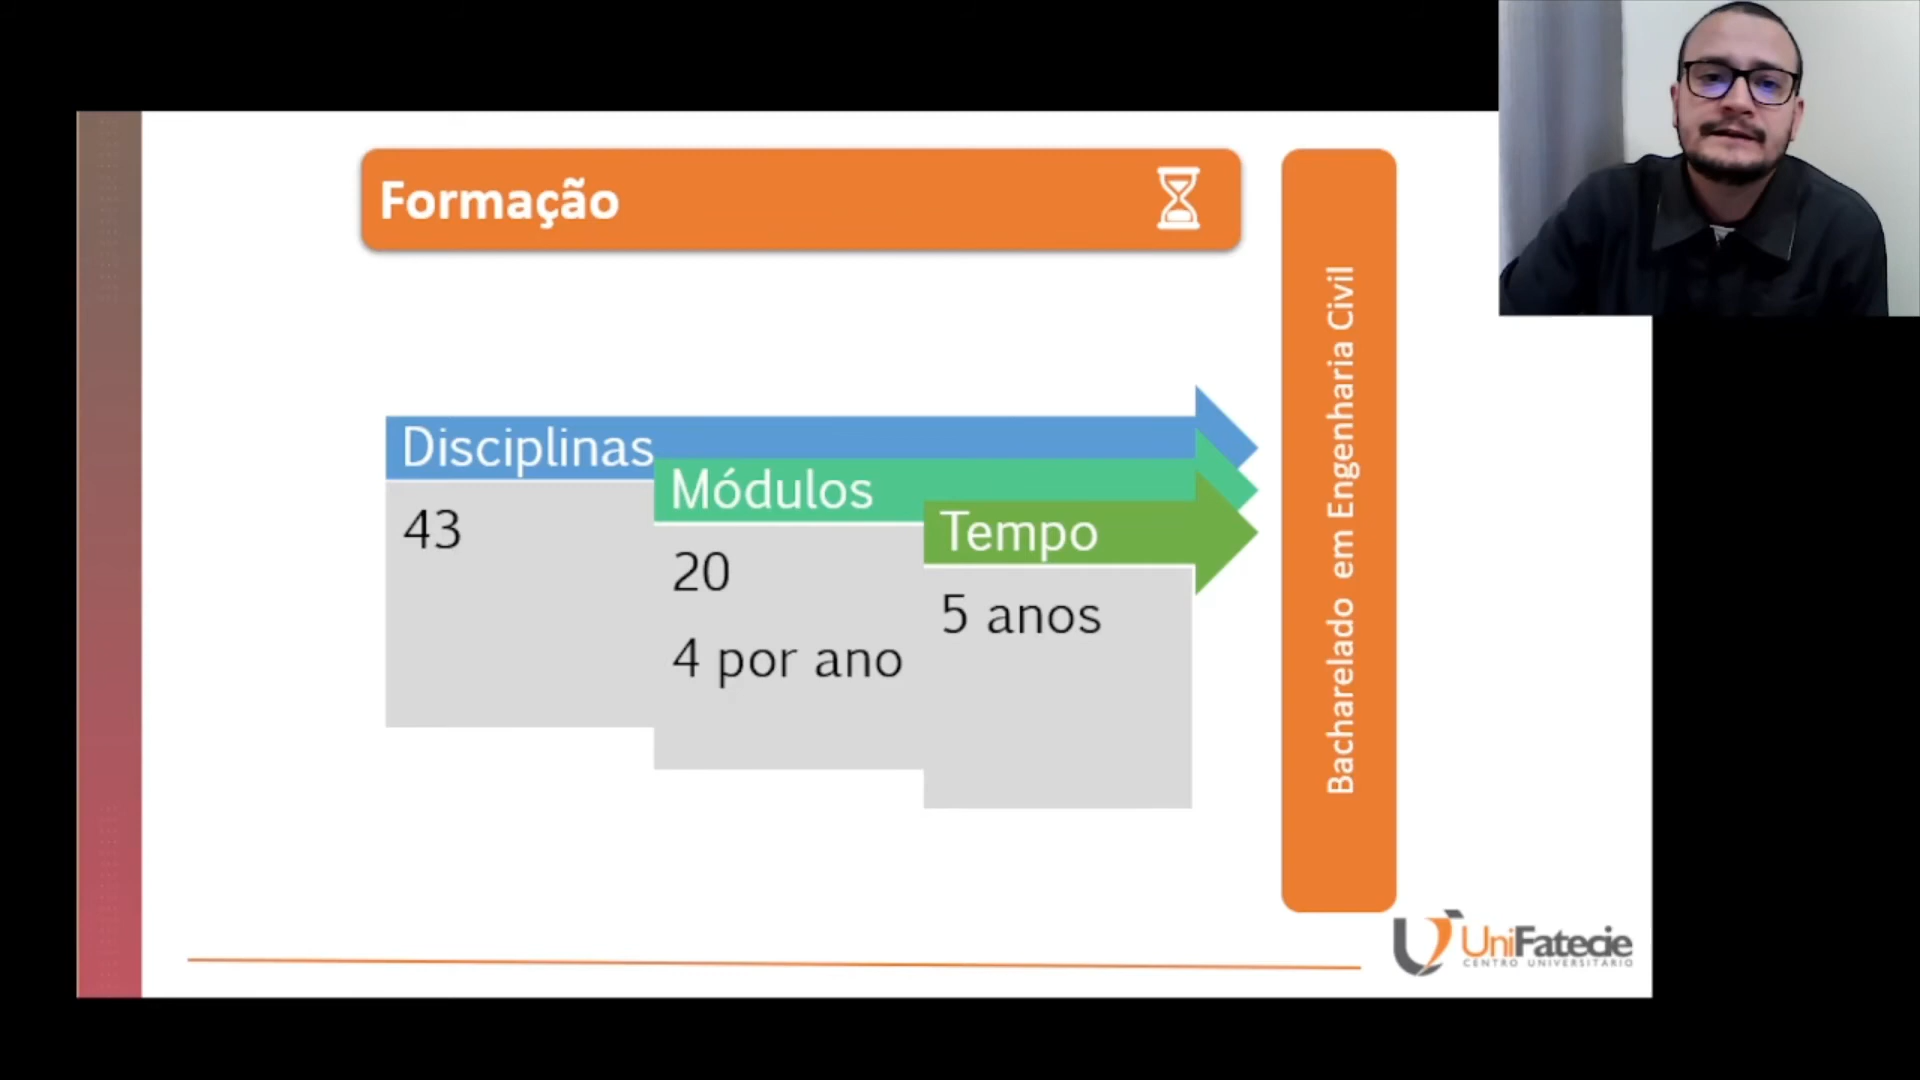 Formação
Disciplinas
43
Módulos
20
4 por ano
Tempo
5 anos
Bacharelado em Engenharia Civil
UniFatecie
CENTRO UNIVERSITÁRIO